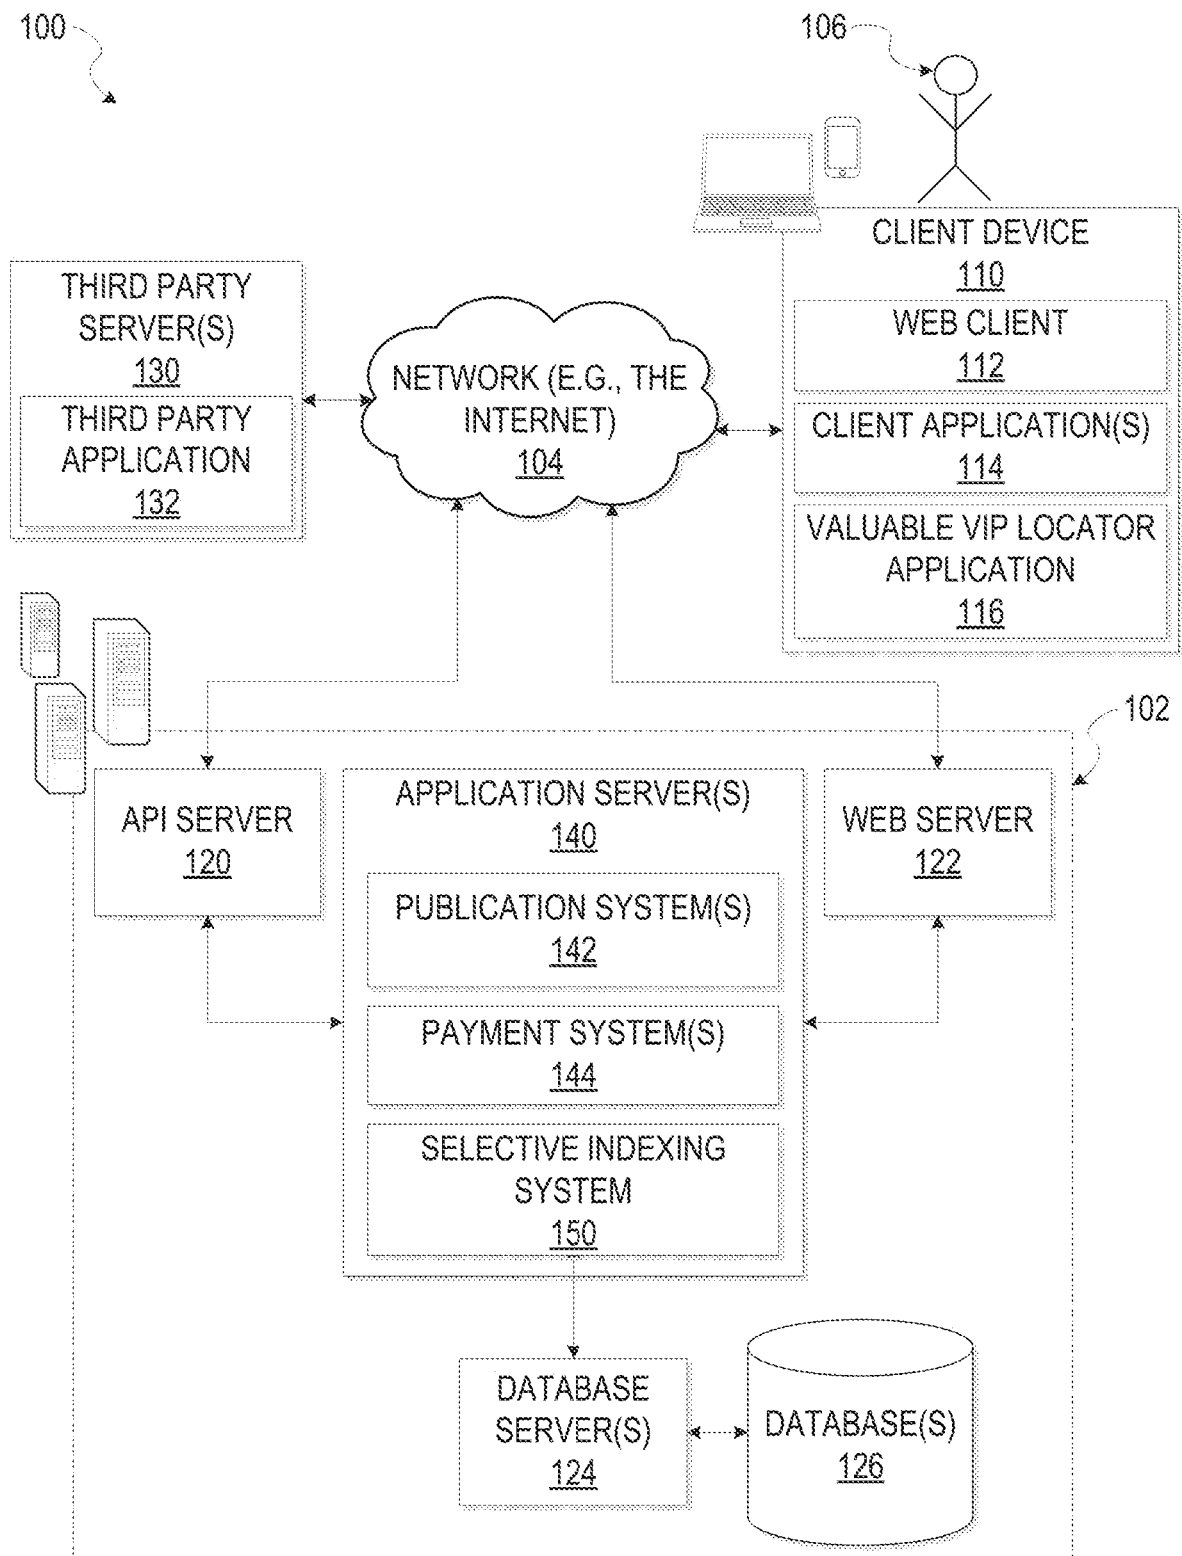 100
106
CLIENT DEVICE
110
WEB CLIENT
112
CLIENT APPLICATION(S)
114
VALUABLE VIP LOCATOR
APPLICATION
116
THIRD PARTY
SERVER(S)
130
THIRD PARTY
APPLICATION
132
NETWORK (E.G., THE
INTERNET)
104
102
API SERVER
120
APPLICATION SERVER(S)
140
PUBLICATION SYSTEM(S)
142
PAYMENT SYSTEM(S)
144
SELECTIVE INDEXING
SYSTEM
150
WEB SERVER
122
DATABASE
SERVER(S)
124
DATABASE(S)
126